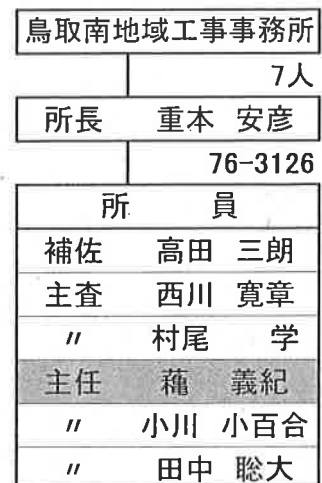 鳥取南地域工事事務所
7人
所長 重本 安彦
76-3126
所 員
補佐 高田 三朗
主査 西川 寛章
〃 村尾 学
主任 蘓 義紀
〃 小川 小百合
〃 田中 聡大